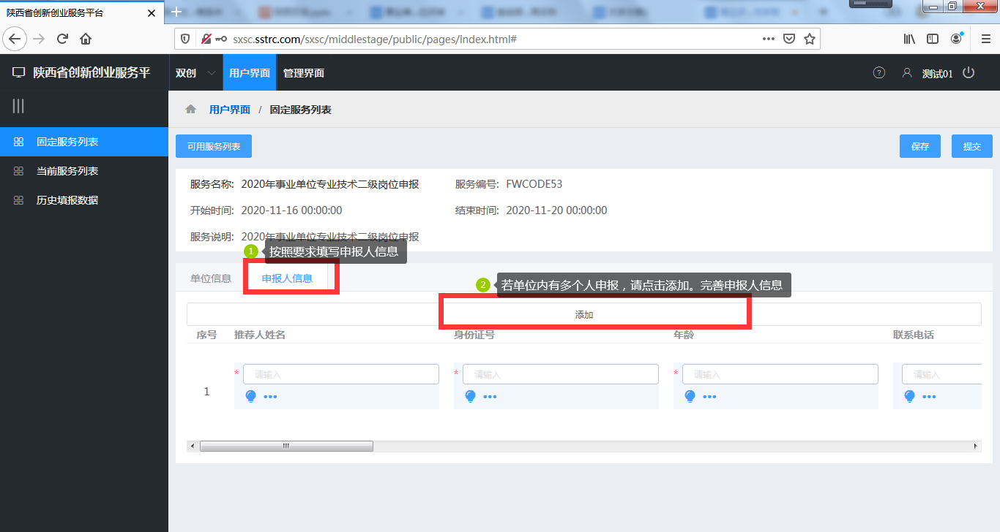 陕西省创新创业服务平台
sxsc.sstrc.com/sxsc/middlestage/public/pages/index.html#
陕西省创新创业服务平
双创
用户界面
管理界面
测试01
用户界面 / 固定服务列表
固定服务列表
当前服务列表
历史填报数据
可用服务列表
保存
提交
服务名称: 2020年事业单位专业技术二级岗位申报
服务编号: FWCODE53
开始时间: 2020-11-16 00:00:00
结束时间: 2020-11-20 00:00:00
服务说明: 2020年事业单位专业技术二级岗位申报
1 按照要求填写申报人信息
单位信息
申报人信息
2 若单位内有多个人申报，请点击添加。完善申报人信息
添加
序号 推荐人姓名 身份证号 年龄 联系电话
1 * 请输入 * 请输入 * 请输入 请输入